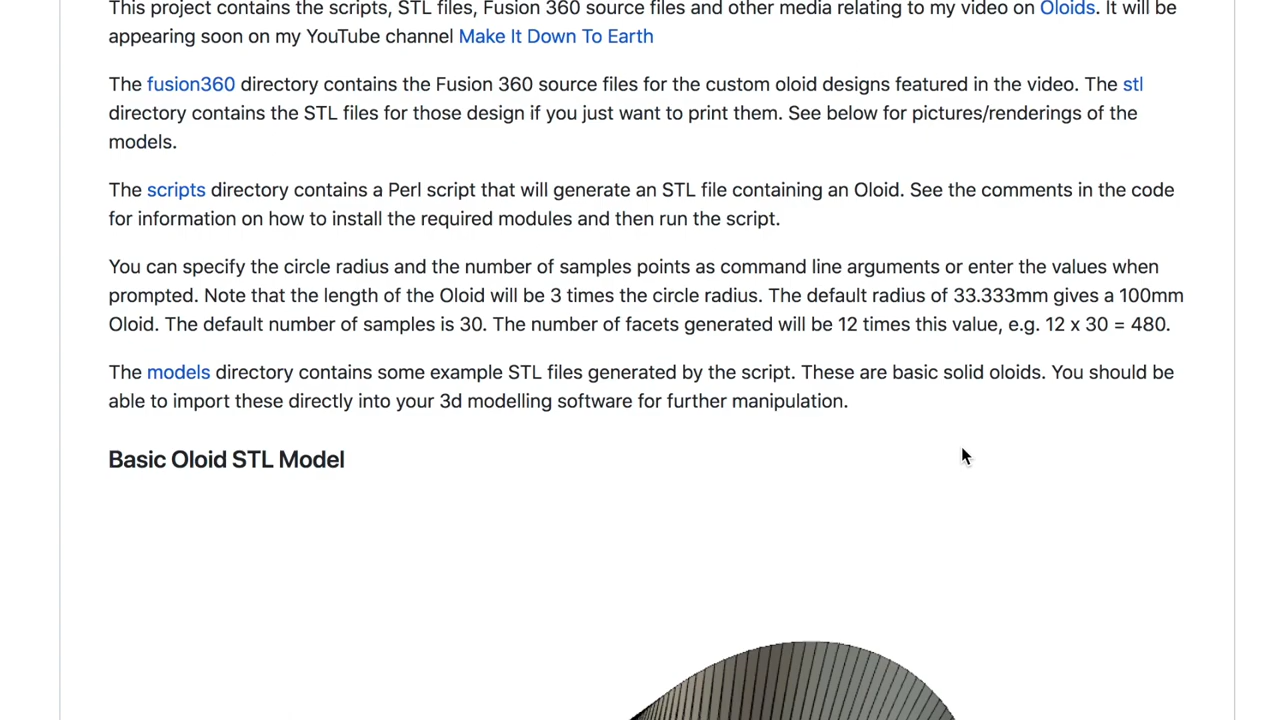 This project contains the scripts, STL files, Fusion 360 source files and other media relating to my video on Oloids. It will be
appearing soon on my YouTube channel Make It Down To Earth
The fusion360 directory contains the Fusion 360 source files for the custom oloid designs featured in the video. The stl
directory contains the STL files for those design if you just want to print them. See below for pictures/renderings of the
models.
The scripts directory contains a Perl script that will generate an STL file containing an Oloid. See the comments in the code
for information on how to install the required modules and then run the script.
You can specify the circle radius and the number of samples points as command line arguments or enter the values when
prompted. Note that the length of the Oloid will be 3 times the circle radius. The default radius of 33.333mm gives a 100mm
Oloid. The default number of samples is 30. The number of facets generated will be 12 times this value, e.g. 12 x 30 = 480.
The models directory contains some example STL files generated by the script. These are basic solid oloids. You should be
able to import these directly into your 3d modelling software for further manipulation.
Basic Oloid STL Model